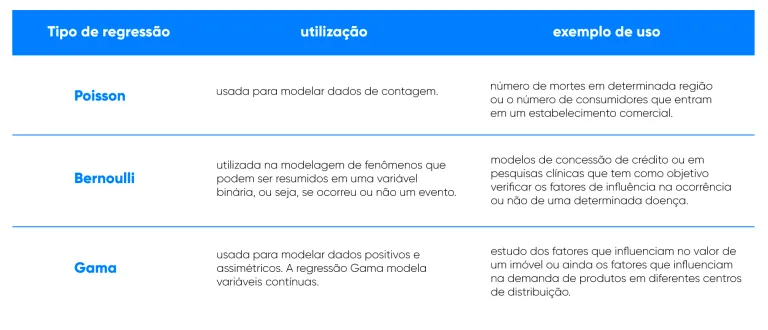 Tipo de regressão utilização exemplo de uso
Poisson
usada para modelar dados de contagem.
número de mortes em determinada região
ou o número de consumidores que entram
em um estabelecimento comercial.
Bernoulli
utilizada na modelagem de fenômenos que
podem ser resumidos em uma variável
binária, ou seja, se ocorreu ou não um evento.
modelos de concessão de crédito ou em
pesquisas clínicas que tem como objetivo
verificar os fatores de influência na ocorrência
ou não de uma determinada doença.
Gama
usada para modelar dados positivos e
assimétricos. A regressão Gama modela
variáveis contínuas.
estudo dos fatores que influenciam no valor de
um imóvel ou ainda os fatores que influenciam
na demanda de produtos em diferentes centros
de distribuição.